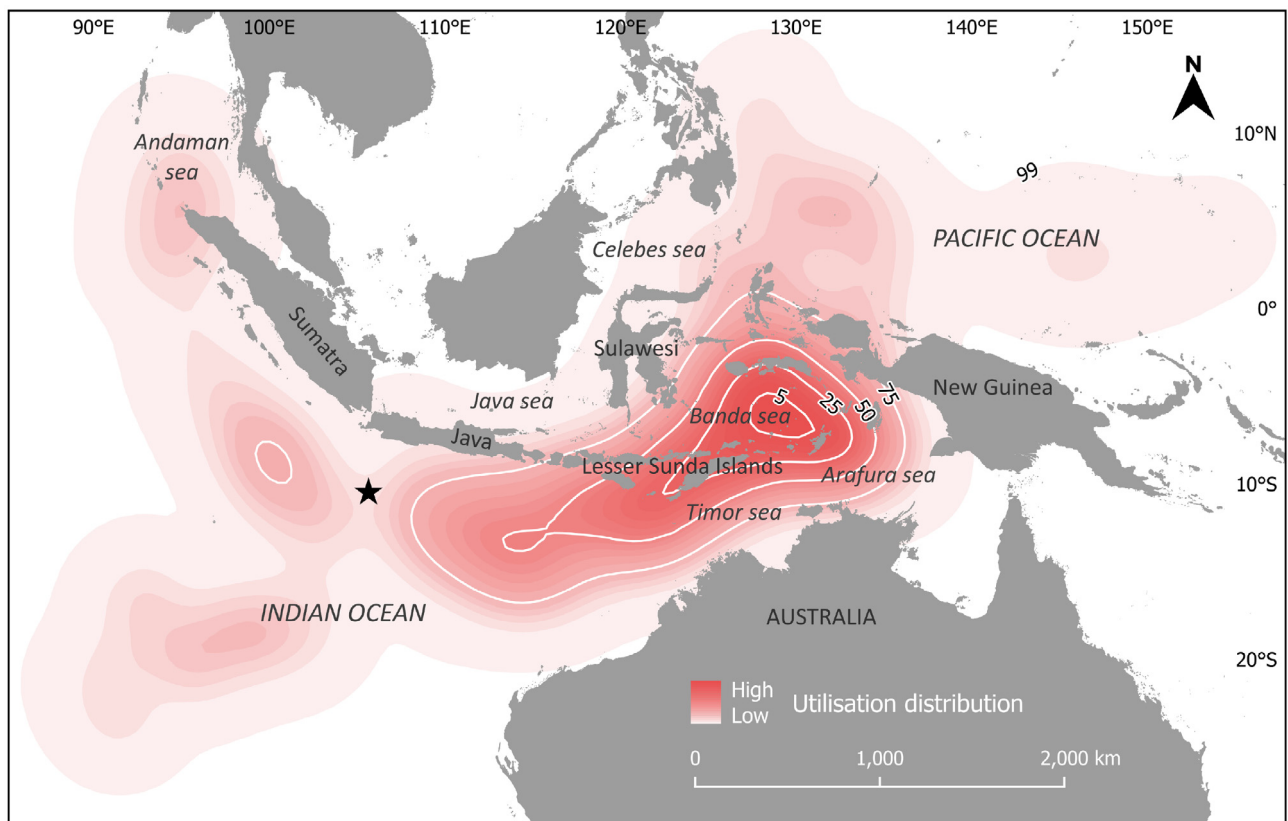 90°E 100°E 110°E 120°E 130°E 140°E 150°E
N
Andaman
sea
10°N
99
Celebes sea
PACIFIC OCEAN
0°
Sumatra
Sulawesi
New Guinea
75
50
25
5
Java sea
Banda sea
Java
Lesser Sunda Islands
Arafura sea
10°S
Timor sea
INDIAN OCEAN
AUSTRALIA
20°S
High
Low
Utilisation distribution
0 1,000 2,000 km